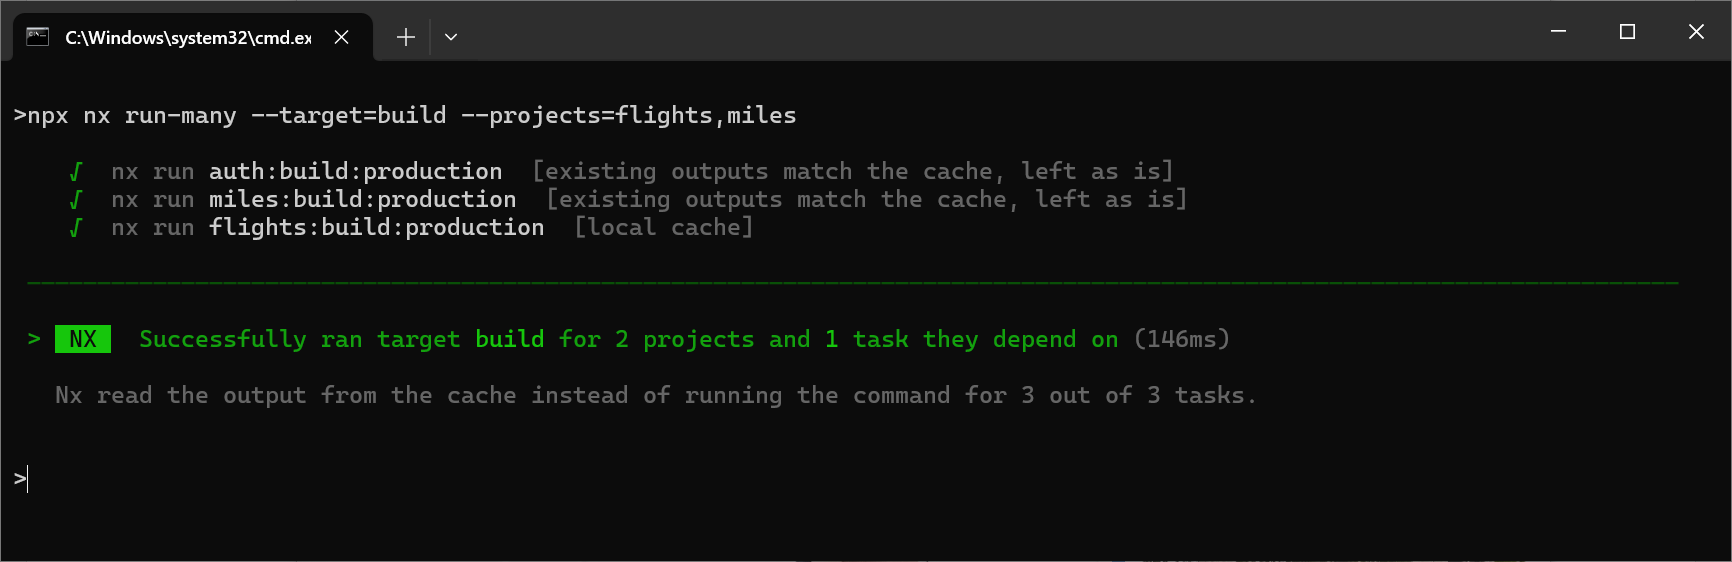 C:\Windows\system32\cmd.ex
>npx nx run-many --target=build --projects=flights,miles
√ nx run auth:build:production [existing outputs match the cache, left as is]
√ nx run miles:build:production [existing outputs match the cache, left as is]
√ nx run flights:build:production [local cache]
> NX Successfully ran target build for 2 projects and 1 task they depend on (146ms)
Nx read the output from the cache instead of running the command for 3 out of 3 tasks.
>